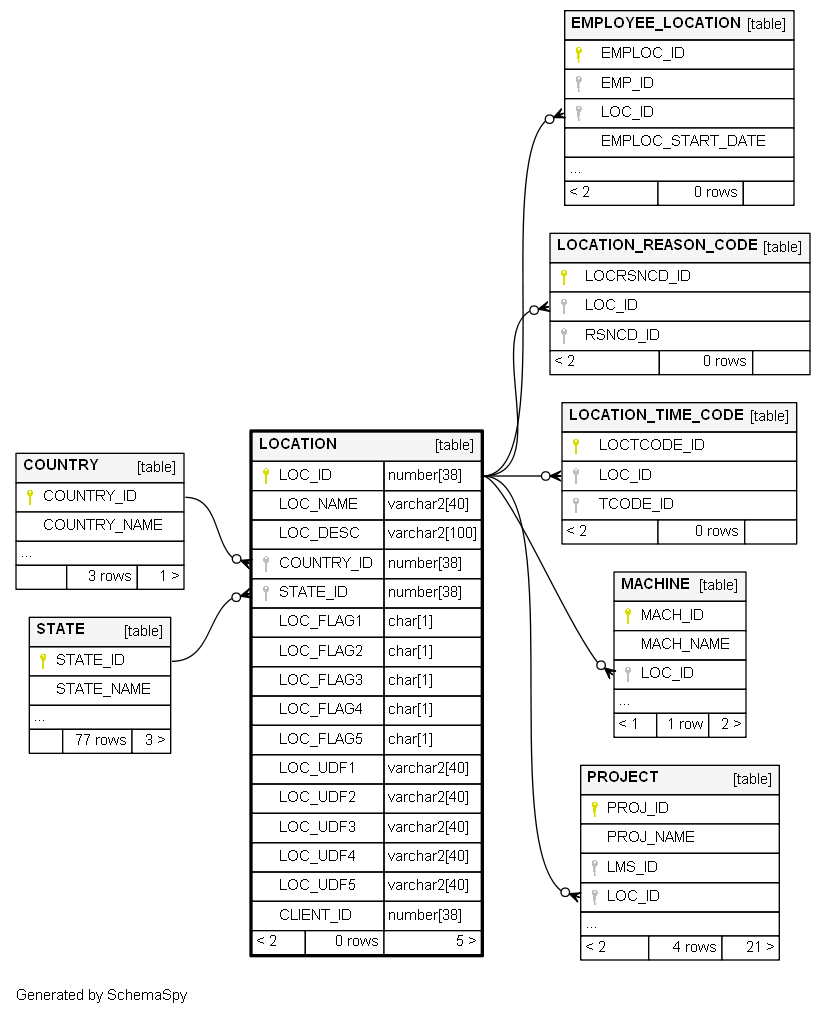 EMPLOYEE_LOCATION [table]
EMPLOC_ID
EMP_ID
LOC_ID
EMPLOC_START_DATE
...
< 2 0 rows
LOCATION_REASON_CODE [table]
LOCRSNCD_ID
LOC_ID
RSNCD_ID
< 2 0 rows
LOCATION_TIME_CODE [table]
LOCTCODE_ID
LOC_ID
TCODE_ID
< 2 0 rows
COUNTRY [table]
COUNTRY_ID
COUNTRY_NAME
...
3 rows 1 >
STATE [table]
STATE_ID
STATE_NAME
...
77 rows 3 >
LOCATION [table]
LOC_ID number[38]
LOC_NAME varchar2[40]
LOC_DESC varchar2[100]
COUNTRY_ID number[38]
STATE_ID number[38]
LOC_FLAG1 char[1]
LOC_FLAG2 char[1]
LOC_FLAG3 char[1]
LOC_FLAG4 char[1]
LOC_FLAG5 char[1]
LOC_UDF1 varchar2[40]
LOC_UDF2 varchar2[40]
LOC_UDF3 varchar2[40]
LOC_UDF4 varchar2[40]
LOC_UDF5 varchar2[40]
CLIENT_ID number[38]
< 2 0 rows 5 >
MACHINE [table]
MACH_ID
MACH_NAME
LOC_ID
...
< 1 1 row 2 >
PROJECT [table]
PROJ_ID
PROJ_NAME
LMS_ID
LOC_ID
...
< 2 4 rows 21 >
Generated by SchemaSpy